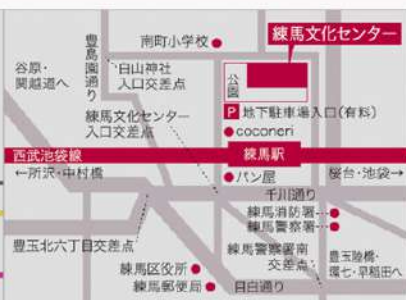 南町小学校
練馬文化センター
豊島園通り
谷原・
関越道へ
白山神社
入口交差点
公園
P 地下駐車場入口(有料)
練馬文化センター
入口交差点
coconeri
西武池袋線
練馬駅
←所沢・中村橋
パン屋
桜台・池袋→
千川通り
練馬消防署
練馬警察署
豊玉北六丁目交差点
練馬警察署南
交差点
豊玉陸橋・
環七・早稲田へ
練馬区役所
練馬郵便局
目白通り